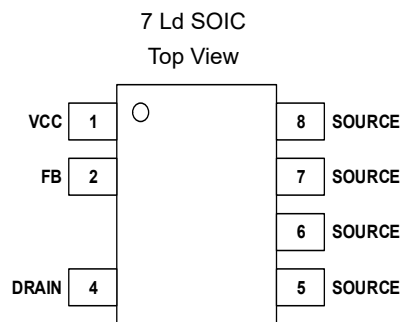 7 Ld SOIC
Top View
VCC 1 8 SOURCE
FB 2 7 SOURCE
6 SOURCE
DRAIN 4 5 SOURCE